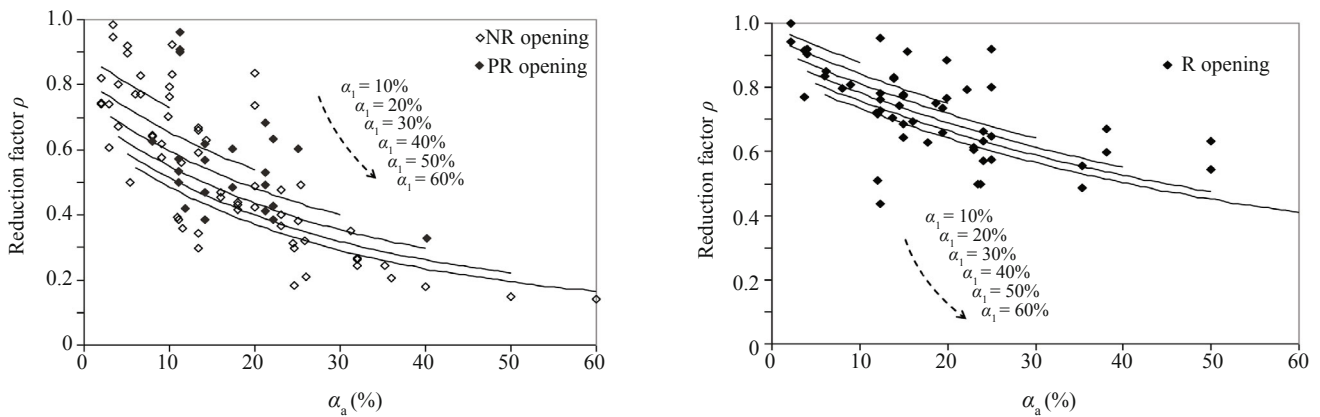 1.0
0.8
0.6
0.4
0.2
0
Reduction factor ρ
◇NR opening
◆PR opening
α₁ = 10%
α₁ = 20%
α₁ = 30%
α₁ = 40%
α₁ = 50%
α₁ = 60%
0 10 20 30 40 50 60
αₐ (%)
1.0
0.8
0.6
0.4
0.2
0
Reduction factor ρ
◆ R opening
α₁ = 10%
α₁ = 20%
α₁ = 30%
α₁ = 40%
α₁ = 50%
α₁ = 60%
0 10 20 30 40 50 60
αₐ (%)